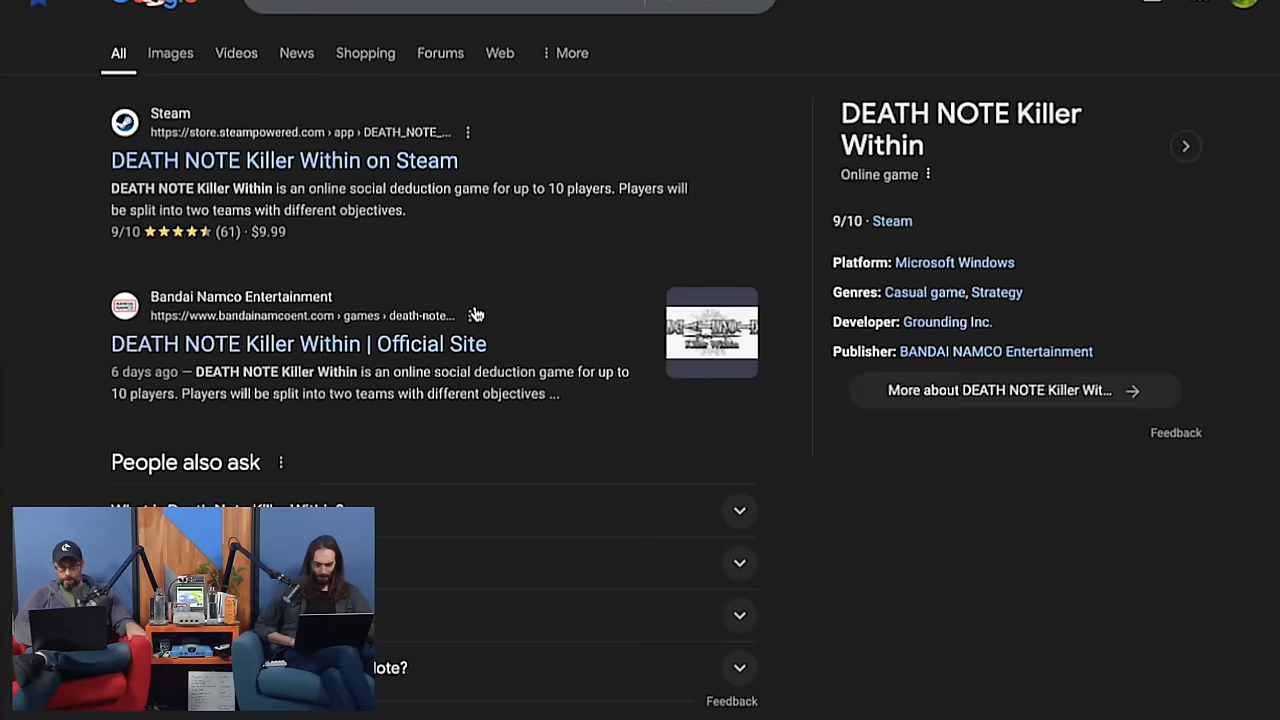 All
Images
Videos
News
Shopping
Forums
Web
More
Steam
https://store.steampowered.com › app › DEATH_NOTE_...
DEATH NOTE Killer Within on Steam
DEATH NOTE Killer Within is an online social deduction game for up to 10 players. Players will
be split into two teams with different objectives.
9/10 (61) · $9.99
Bandai Namco Entertainment
https://www.bandainamcoent.com › games › death-note...
DEATH NOTE Killer Within | Official Site
6 days ago — DEATH NOTE Killer Within is an online social deduction game for up to
10 players. Players will be split into two teams with different objectives ...
Killer Within
People also ask
Note?
Feedback
DEATH NOTE Killer
Within
Online game
9/10 · Steam
Platform: Microsoft Windows
Genres: Casual game, Strategy
Developer: Grounding Inc.
Publisher: BANDAI NAMCO Entertainment
More about DEATH NOTE Killer Wit...
Feedback